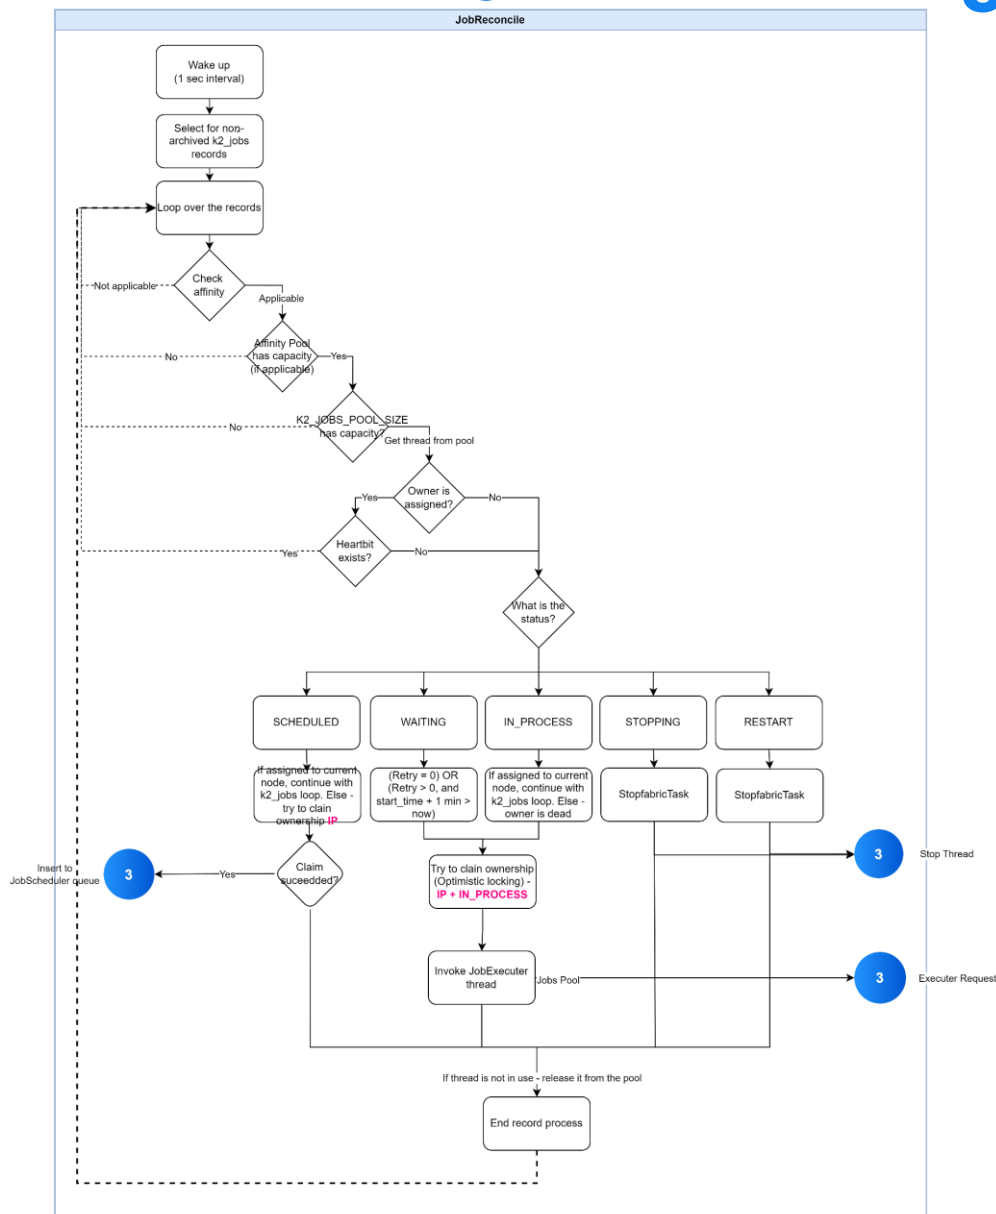 JobReconcile
Wake up
(1 sec interval)
Select for non-
archived k2_jobs
records
Loop over the records
Check
affinity
Not applicable
Applicable
Affinity Pool
has capacity
(if applicable)
No
Yes
K2_JOBS_POOL_SIZE
has capacity?
No
Get thread from pool
Owner is
assigned?
Yes
No
Heartbit
exists?
Yes
No
What is the
status?
SCHEDULED
WAITING
IN_PROCESS
STOPPING
RESTART
If assigned to current
node, continue with
k2_jobs loop. Else -
try to clain
ownership IP
(Retry = 0) OR
(Retry > 0, and
start_time + 1 min >
now)
If assigned to current
node, continue with
k2_jobs loop. Else -
owner is dead
StopfabricTask
StopfabricTask
Insert to
JobScheduler queue
3
Yes
Claim
suceedded?
Try to claim ownership
(Optimistic locking) -
IP + IN_PROCESS
3
Stop Thread
Invoke JobExecuter
thread
Jobs Pool
3
Executer Request
If thread is not in use - release it from the pool
End record process